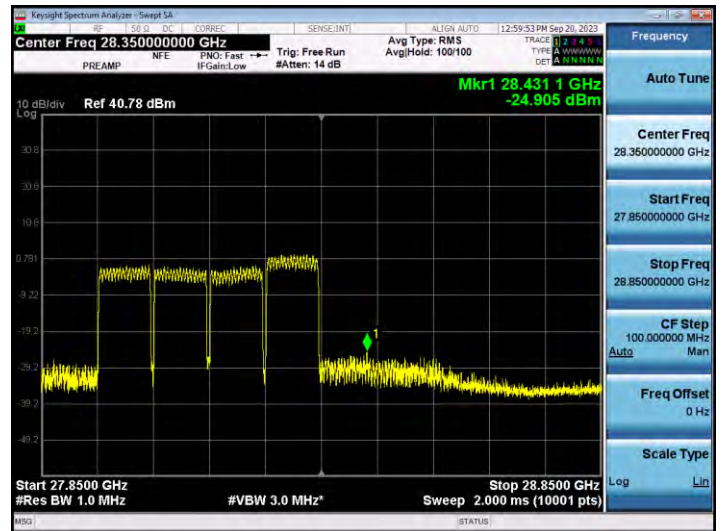 Keysight Spectrum Analyzer - Swept SA
RF 50 Ω DC CORREC SENSE:INT ALIGN AUTO 12:59:53 PM Sep 20, 2023
Center Freq 28.350000000 GHz
NFE PREAMP
PNO: Fast
IFGain:Low
Trig: Free Run
#Atten: 14 dB
Avg Type: RMS
Avg|Hold: 100/100
TRACE 1 2 3 4 5 6
TYPE A WWWWW
DET A N N N N N
Mkr1 28.431 1 GHz
-24.905 dBm
10 dB/div
Log
Ref 40.78 dBm
30.8
20.8
10.8
0.781
-9.22
-19.2
-29.2
-39.2
-49.2
1
Start 27.8500 GHz
Stop 28.8500 GHz
#Res BW 1.0 MHz
#VBW 3.0 MHz*
Sweep 2.000 ms (10001 pts)
MSG
STATUS
Frequency
Auto Tune
Center Freq
28.350000000 GHz
Start Freq
27.850000000 GHz
Stop Freq
28.850000000 GHz
CF Step
100.000000 MHz
Auto Man
Freq Offset
0 Hz
Scale Type
Log Lin